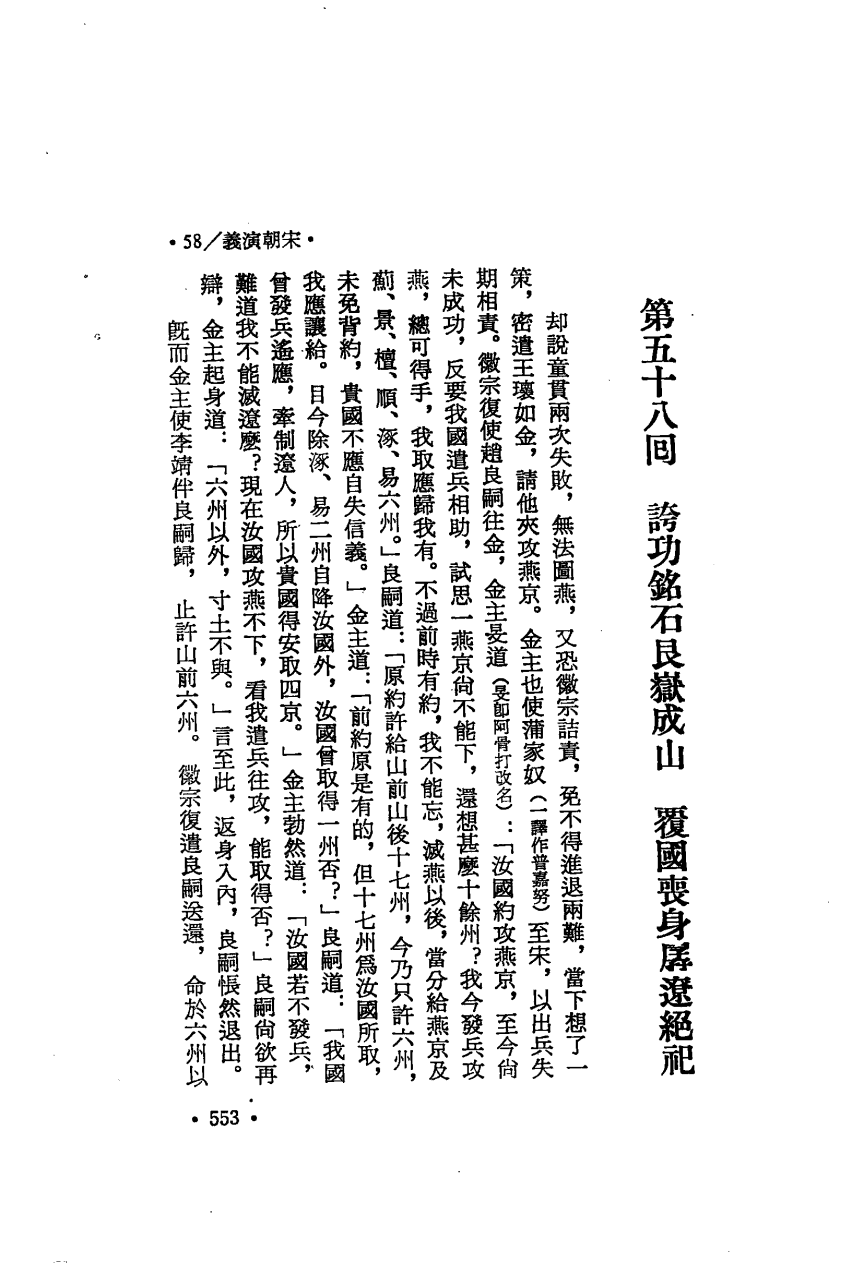 ·宋朝演義/58·
第五十八回　誇功銘石艮嶽成山　覆國喪身孱遼絕祀
却說童貫兩次失敗，無法圖燕，又恐徽宗詰責，免不得進退兩難，當下想了一
策，密遣王瓌如金，請他夾攻燕京。金主也使蒲家奴（一譯作普嘉努）至宋，以出兵失
期相責。徽宗復使趙良嗣往金，金主旻道（旻卽阿骨打改名）：「汝國約攻燕京，至今尙
未成功，反要我國遣兵相助，試思一燕京尙不能下，還想甚麼十餘州？我今發兵攻
燕，總可得手，我取應歸我有。不過前時有約，我不能忘，滅燕以後，當分給燕京及
薊、景、檀、順、涿、易六州。」良嗣道：「原約許給山前山後十七州，今乃只許六州，
未免背約，貴國不應自失信義。」金主道：「前約原是有的，但十七州爲汝國所取，
我應讓給。目今除涿、易二州自降汝國外，汝國曾取得一州否？」良嗣道：「我國
曾發兵遙應，牽制遼人，所以貴國得安取四京。」金主勃然道：「汝國若不發兵，
難道我不能滅遼麼？現在汝國攻燕不下，看我遣兵往攻，能取得否？」良嗣尙欲再
辯，金主起身道：「六州以外，寸土不與。」言至此，返身入內，良嗣悵然退出。
旣而金主使李靖伴良嗣歸，止許山前六州。徽宗復遣良嗣送還，命於六州以
·553·